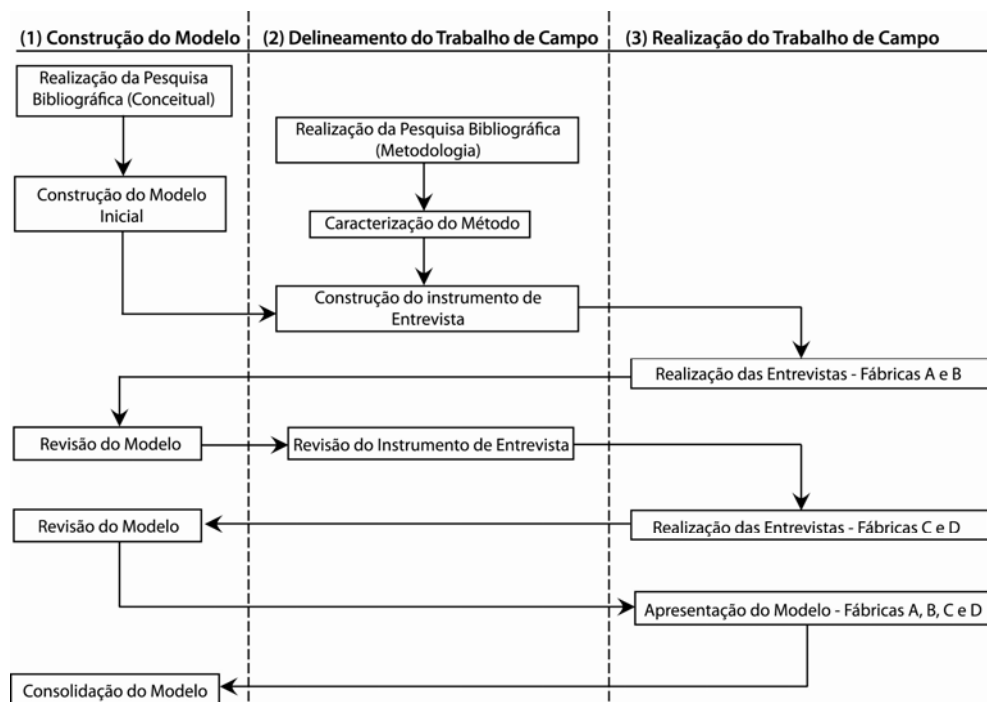 (1) Construção do Modelo
(2) Delineamento do Trabalho de Campo
(3) Realização do Trabalho de Campo
Realização da Pesquisa
Bibliográfica (Conceitual)
Realização da Pesquisa Bibliográfica
(Metodologia)
Construção do Modelo
Inicial
Caracterização do Método
Construção do instrumento de
Entrevista
Realização das Entrevistas - Fábricas A e B
Revisão do Modelo
Revisão do Instrumento de Entrevista
Revisão do Modelo
Realização das Entrevistas - Fábricas C e D
Apresentação do Modelo - Fábricas A, B, C e D
Consolidação do Modelo